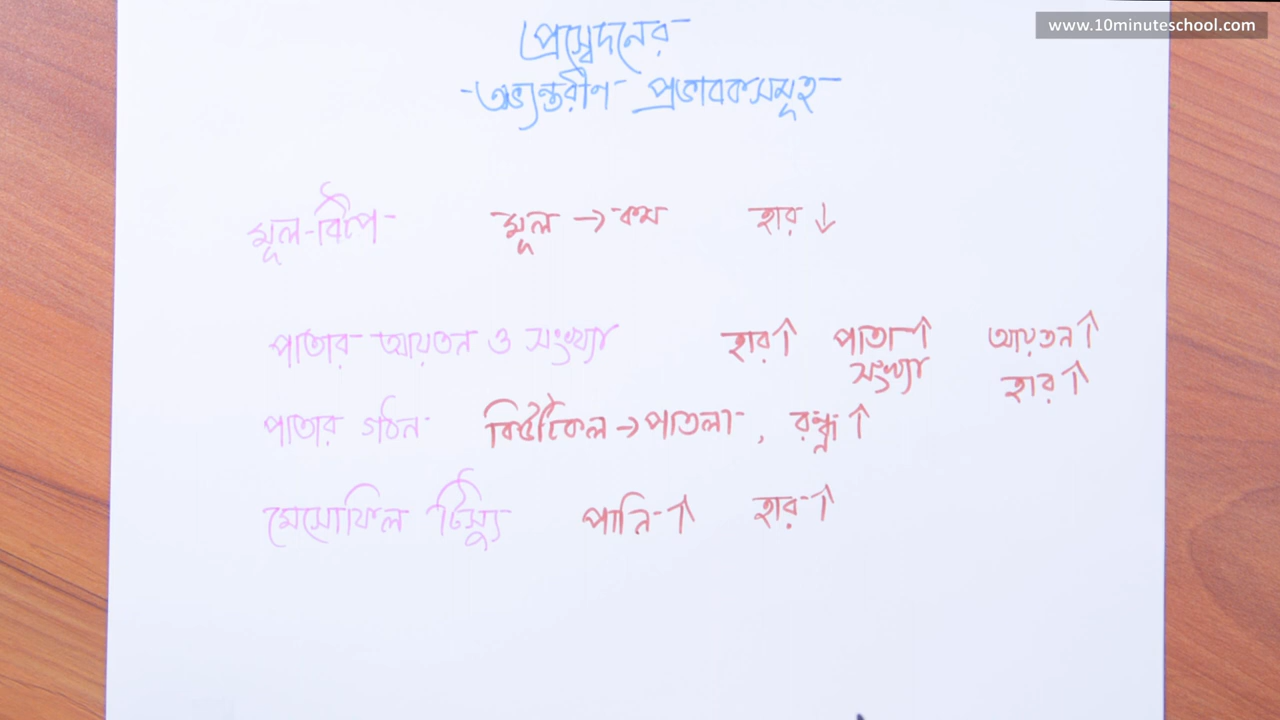 www.10minuteschool.com
প্রস্বেদনের
অভ্যন্তরীণ প্রভাবকসমূহ
মূল-বিটপ মূল → কম হার ↓
পাতার আয়তন ও সংখ্যা হার ↑ পাতা ↑ আয়তন ↑
সংখ্যা হার ↑
পাতার গঠন কিউটিকল → পাতলা , রন্ধ্র ↑
মেসোফিল টিস্যু পানি ↑ হার ↑